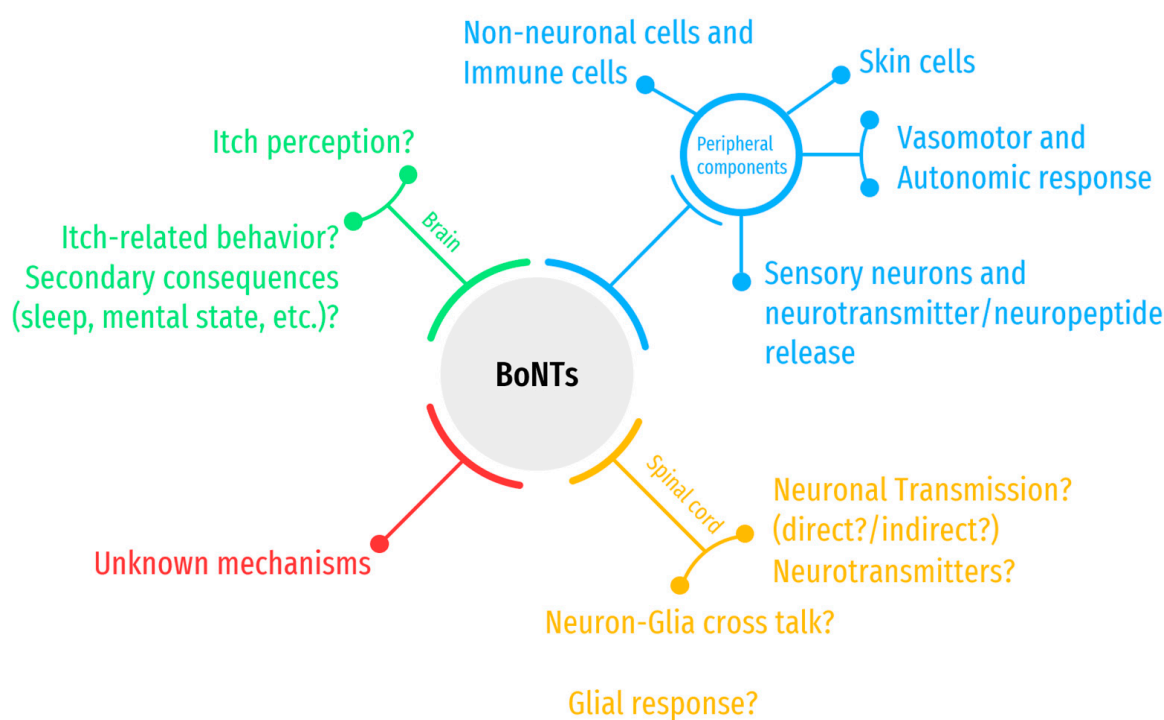 Non-neuronal cells and
Immune cells
Skin cells
Peripheral
components
Vasomotor and
Autonomic response
Sensory neurons and
neurotransmitter/neuropeptide
release
Itch perception?
Brain
Itch-related behavior?
Secondary consequences
(sleep, mental state, etc.)?
BoNTs
Unknown mechanisms
Spinal cord
Neuronal Transmission?
(direct?/indirect?)
Neurotransmitters?
Neuron-Glia cross talk?
Glial response?